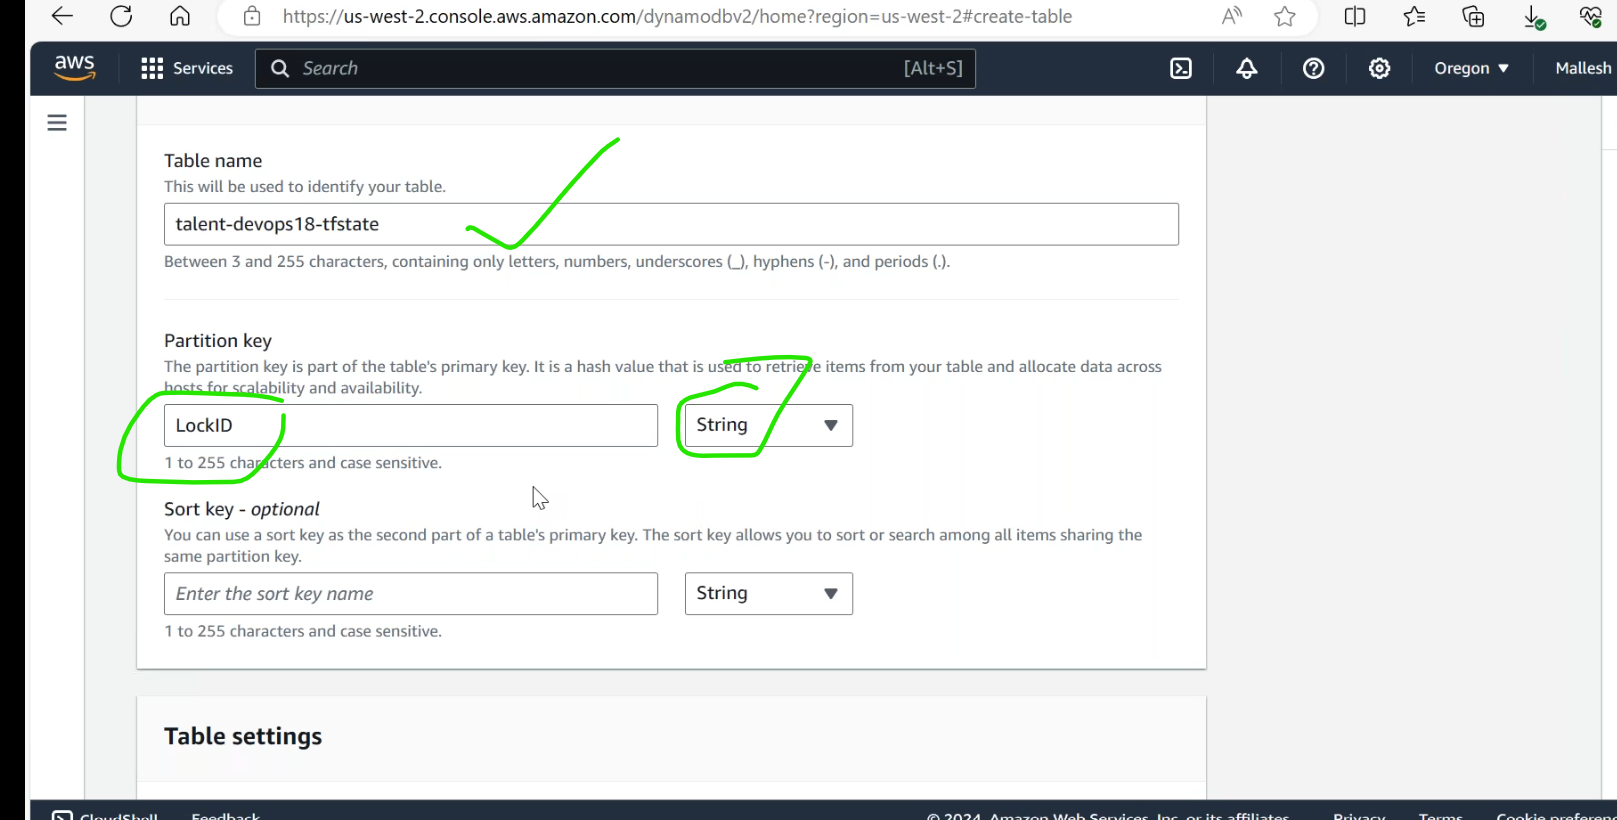 https://us-west-2.console.aws.amazon.com/dynamodbv2/home?region=us-west-2#create-table
aws
Services
Search
[Alt+S]
Oregon
Mallesh
Table name
This will be used to identify your table.
talent-devops18-tfstate
Between 3 and 255 characters, containing only letters, numbers, underscores (_), hyphens (-), and periods (.).
Partition key
The partition key is part of the table's primary key. It is a hash value that is used to retrieve items from your table and allocate data across
hosts for scalability and availability.
LockID
String
1 to 255 characters and case sensitive.
Sort key - optional
You can use a sort key as the second part of a table's primary key. The sort key allows you to sort or search among all items sharing the
same partition key.
Enter the sort key name
String
1 to 255 characters and case sensitive.
Table settings
CloudShell
Feedback
© 2024, Amazon Web Services, Inc. or its affiliates.
Privacy
Terms
Cookie preferenc